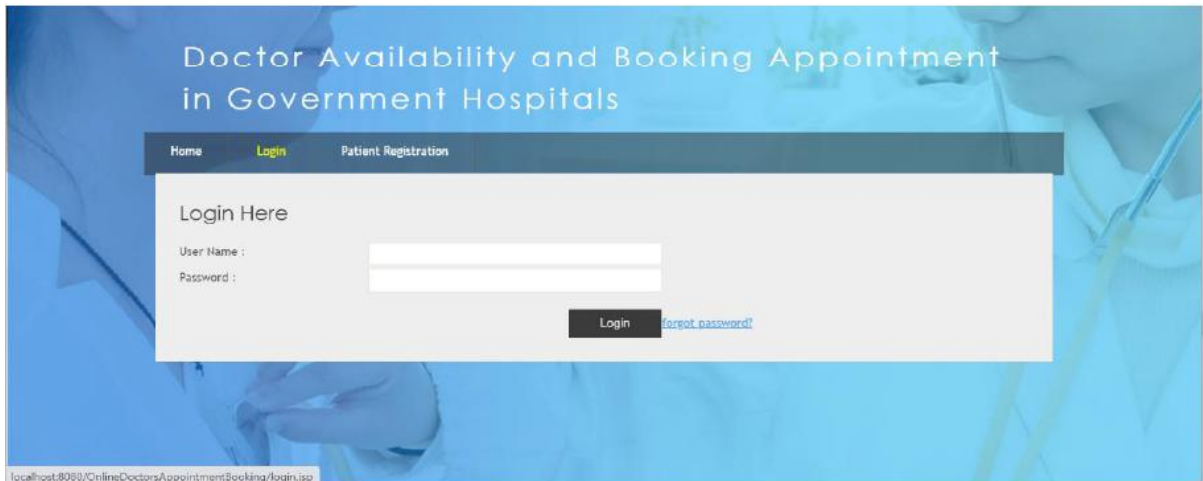 Doctor Availability and Booking Appointment
in Government Hospitals
Home Login Patient Registration
Login Here
User Name :
Password :
Login forgot password?
localhost:8080/OnlineDoctorsAppointmentBooking/login.jsp